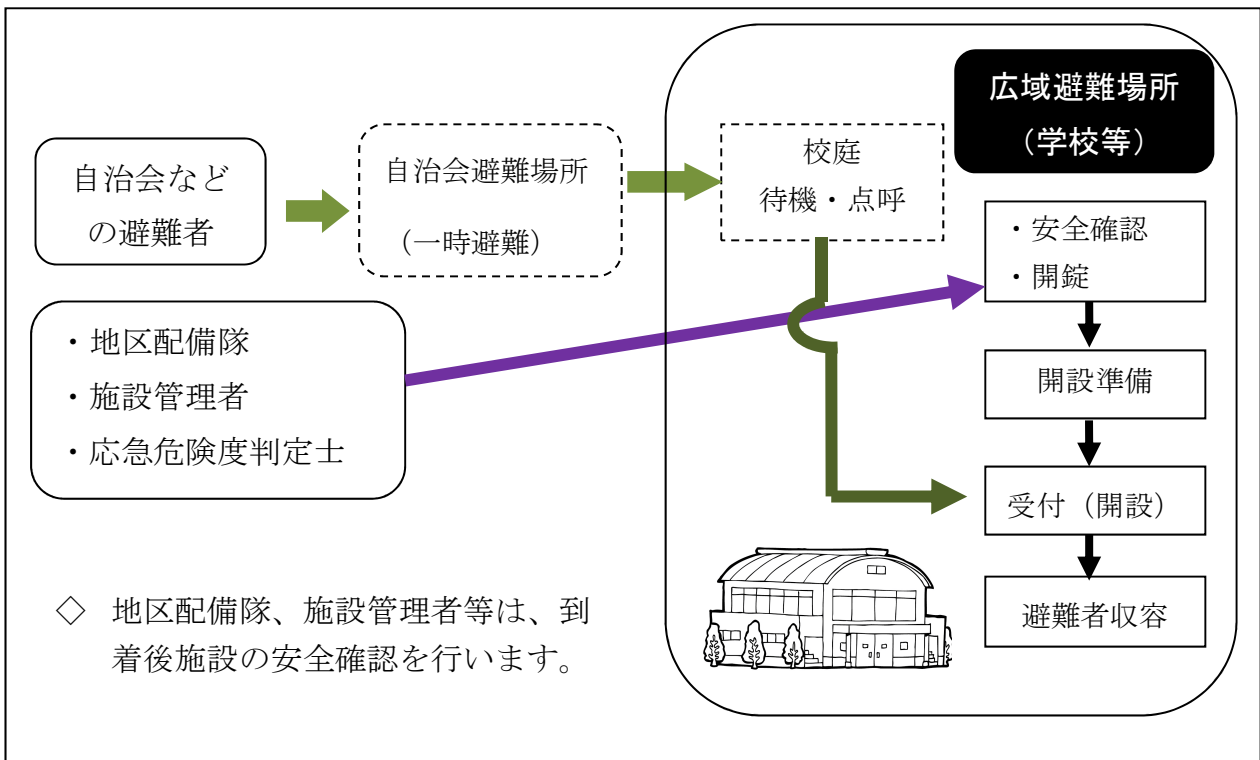 広域避難場所
（学校等）
自治会など
の避難者
自治会避難場所
（一時避難）
校庭
待機・点呼
・安全確認
・開錠
・地区配備隊
・施設管理者
・応急危険度判定士
開設準備
受付（開設）
避難者収容
◇ 地区配備隊、施設管理者等は、到
着後施設の安全確認を行います。